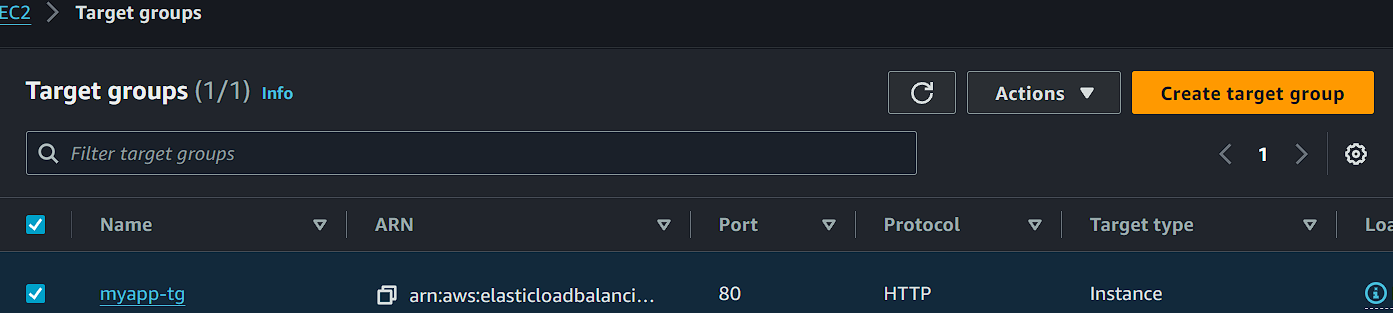 EC2 > Target groups
Target groups (1/1) Info
Actions
Create target group
Filter target groups
1
Name ARN Port Protocol Target type Loa
myapp-tg arn:aws:elasticloadbalanci... 80 HTTP Instance